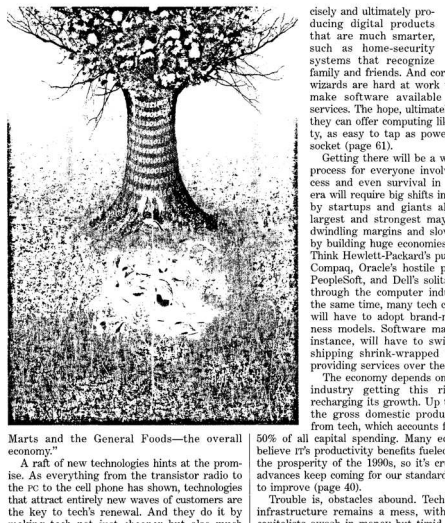 Marts and the General Foods—the overall
economy."
A raft of new technologies hints at the prom-
ise. As everything from the transistor radio to
the PC to the cell phone has shown, technologies
that attract entirely new waves of customers are
the key to tech's renewal. And they do it by
cisely and ultimately pro-
ducing digital products
that are much smarter,
such as home-security
systems that recognize
family and friends. And cor
wizards are hard at work
make software available
services. The hope, ultimate
they can offer computing lil
ty, as easy to tap as powe
socket (page 61).
Getting there will be a w
process for everyone involv
cess and even survival in
era will require big shifts in
by startups and giants al
largest and strongest may
dwindling margins and slov
by building huge economies
Think Hewlett-Packard's pu
Compaq, Oracle's hostile p
PeopleSoft, and Dell's solit
through the computer indu
the same time, many tech c
will have to adopt brand-n
ness models. Software ma
instance, will have to swi
shipping shrink-wrapped
providing services over the
The economy depends on
industry getting this ri
recharging its growth. Up t
the gross domestic produc
from tech, which accounts f
50% of all capital spending. Many ec
believe IT's productivity benefits fueled
the prosperity of the 1990s, so it's cr
advances keep coming for our standard
to improve (page 40).
Trouble is, obstacles abound. Tech
infrastructure remains a mess, with